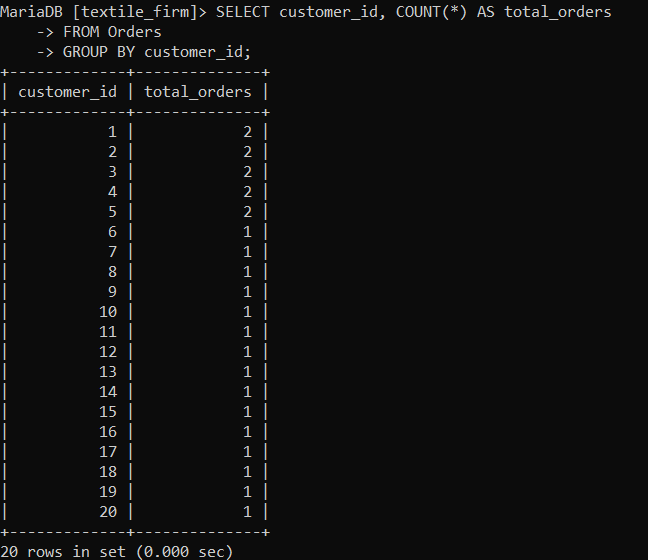 MariaDB [textile_firm]> SELECT customer_id, COUNT(*) AS total_orders
    -> FROM Orders
    -> GROUP BY customer_id;
+-------------+--------------+
| customer_id | total_orders |
+-------------+--------------+
|           1 |            2 |
|           2 |            2 |
|           3 |            2 |
|           4 |            2 |
|           5 |            2 |
|           6 |            1 |
|           7 |            1 |
|           8 |            1 |
|           9 |            1 |
|          10 |            1 |
|          11 |            1 |
|          12 |            1 |
|          13 |            1 |
|          14 |            1 |
|          15 |            1 |
|          16 |            1 |
|          17 |            1 |
|          18 |            1 |
|          19 |            1 |
|          20 |            1 |
+-------------+--------------+
20 rows in set (0.000 sec)